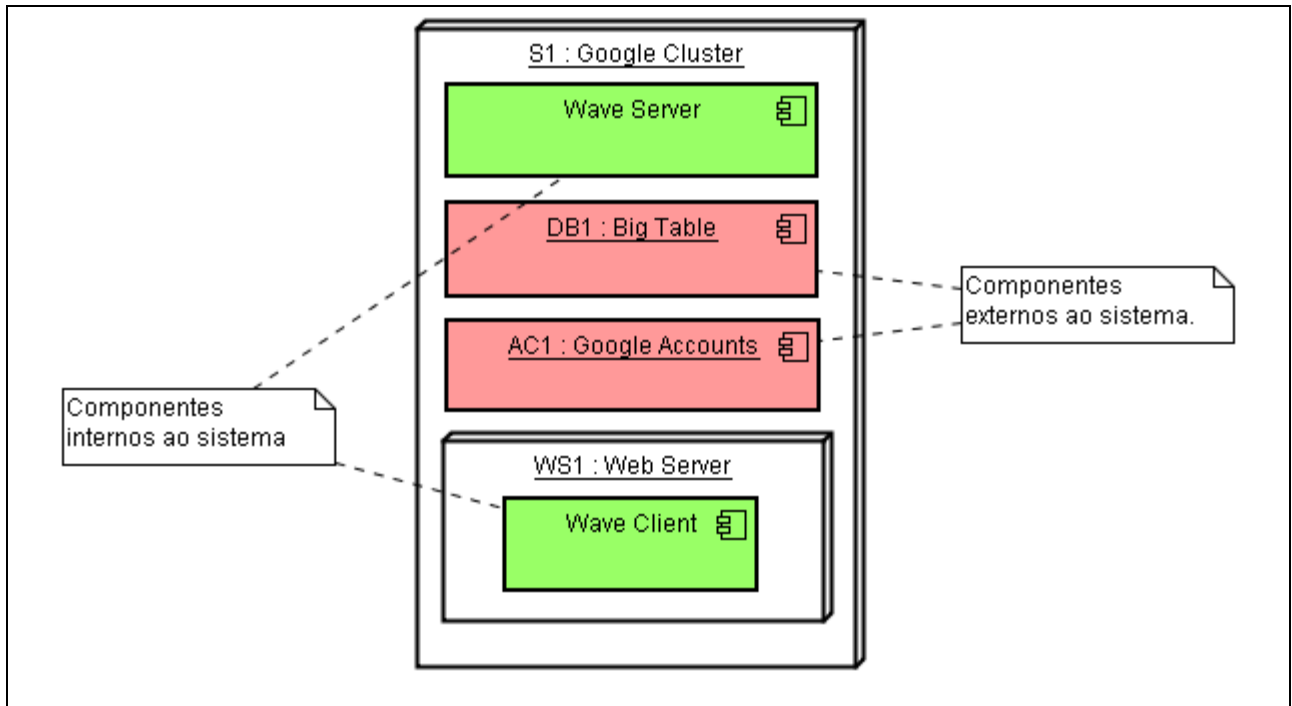 S1 : Google Cluster
Wave Server
DB1 : Big Table
Componentes
externos ao sistema.
AC1 : Google Accounts
Componentes
internos ao sistema
WS1 : Web Server
Wave Client